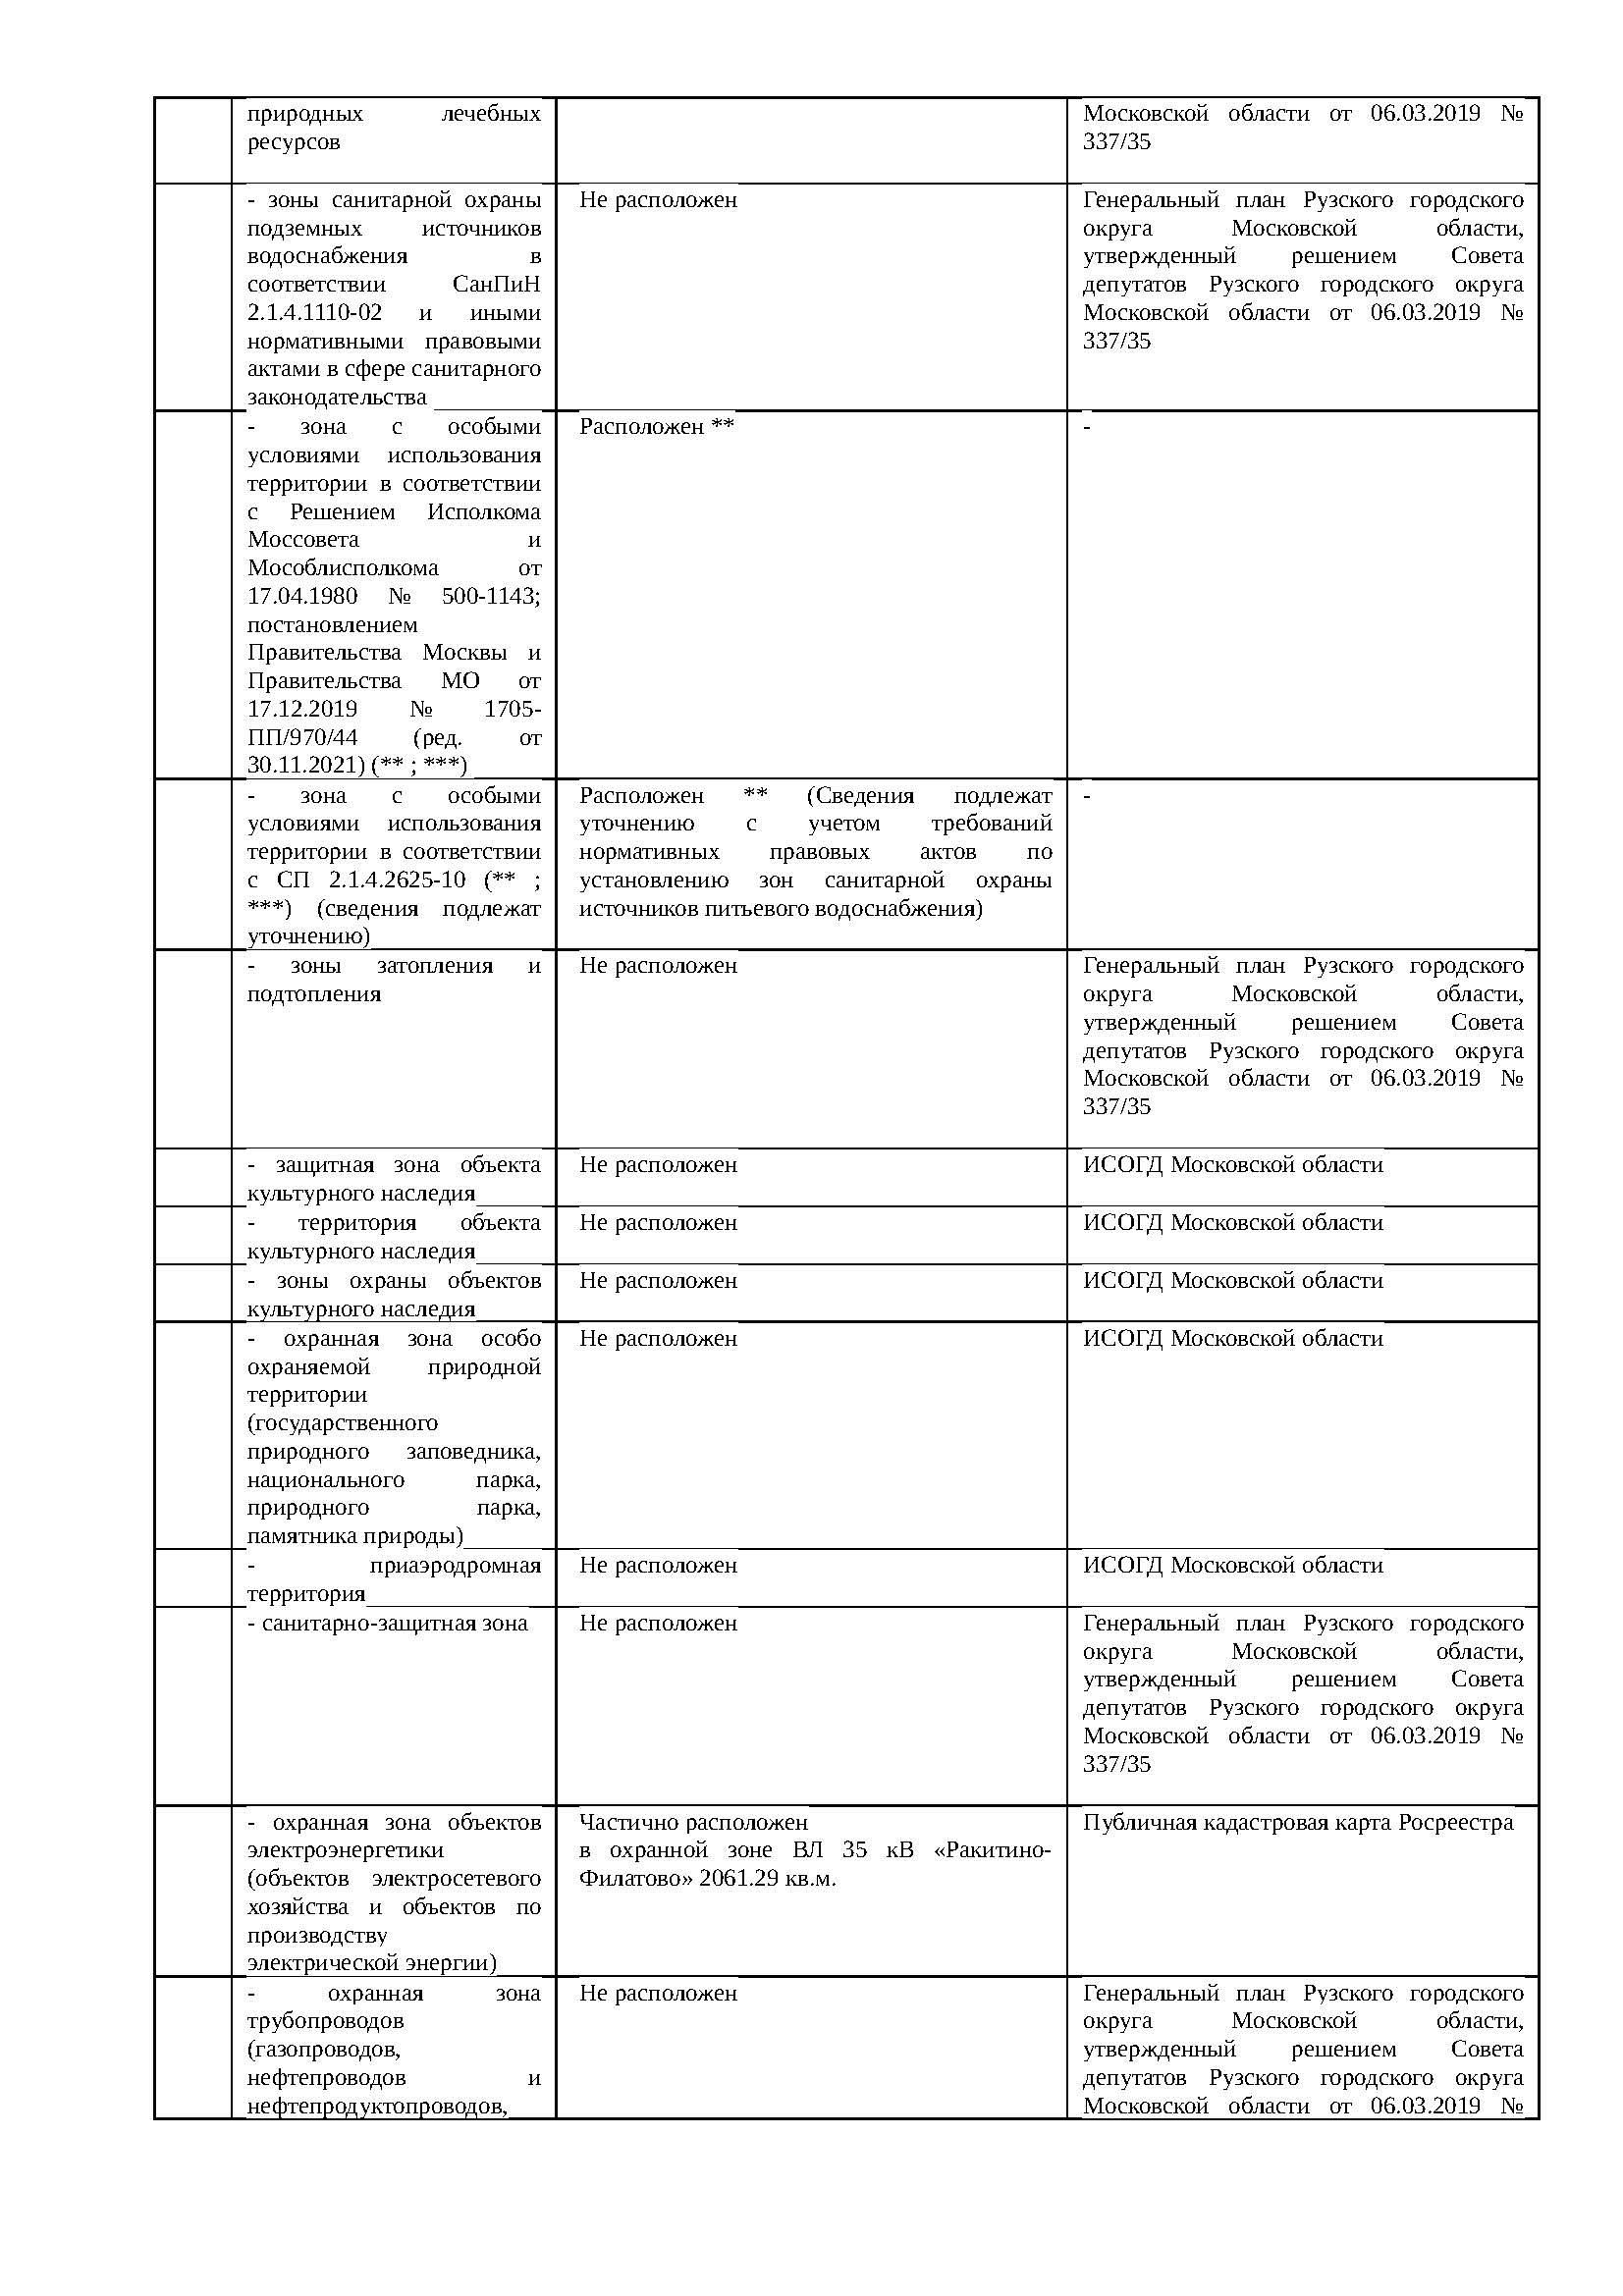 природных лечебных
ресурсов
Московской области от 06.03.2019 №
337/35
- зоны санитарной охраны
подземных источников
водоснабжения в
соответствии СанПиН
2.1.4.1110-02 и иными
нормативными правовыми
актами в сфере санитарного
законодательства
Не расположен
Генеральный план Рузского городского
округа Московской области,
утвержденный решением Совета
депутатов Рузского городского округа
Московской области от 06.03.2019 №
337/35
- зона с особыми
условиями использования
территории в соответствии
с Решением Исполкома
Моссовета и
Мособлисполкома от
17.04.1980 № 500-1143;
постановлением
Правительства Москвы и
Правительства МО от
17.12.2019 № 1705-
ПП/970/44 (ред. от
30.11.2021) (** ; ***)
Расположен **
-
- зона с особыми
условиями использования
территории в соответствии
с СП 2.1.4.2625-10 (** ;
***) (сведения подлежат
уточнению)
Расположен ** (Сведения подлежат
уточнению с учетом требований
нормативных правовых актов по
установлению зон санитарной охраны
источников питьевого водоснабжения)
-
- зоны затопления и
подтопления
Не расположен
Генеральный план Рузского городского
округа Московской области,
утвержденный решением Совета
депутатов Рузского городского округа
Московской области от 06.03.2019 №
337/35
- защитная зона объекта
культурного наследия
Не расположен
ИСОГД Московской области
- территория объекта
культурного наследия
Не расположен
ИСОГД Московской области
- зоны охраны объектов
культурного наследия
Не расположен
ИСОГД Московской области
- охранная зона особо
охраняемой природной
территории
(государственного
природного заповедника,
национального парка,
природного парка,
памятника природы)
Не расположен
ИСОГД Московской области
- приаэродромная
территория
Не расположен
ИСОГД Московской области
- санитарно-защитная зона
Не расположен
Генеральный план Рузского городского
округа Московской области,
утвержденный решением Совета
депутатов Рузского городского округа
Московской области от 06.03.2019 №
337/35
- охранная зона объектов
электроэнергетики
(объектов электросетевого
хозяйства и объектов по
производству
электрической энергии)
Частично расположен
в охранной зоне ВЛ 35 кВ «Ракитино-
Филатово» 2061.29 кв.м.
Публичная кадастровая карта Росреестра
- охранная зона
трубопроводов
(газопроводов,
нефтепроводов и
нефтепродуктопроводов,
Не расположен
Генеральный план Рузского городского
округа Московской области,
утвержденный решением Совета
депутатов Рузского городского округа
Московской области от 06.03.2019 №